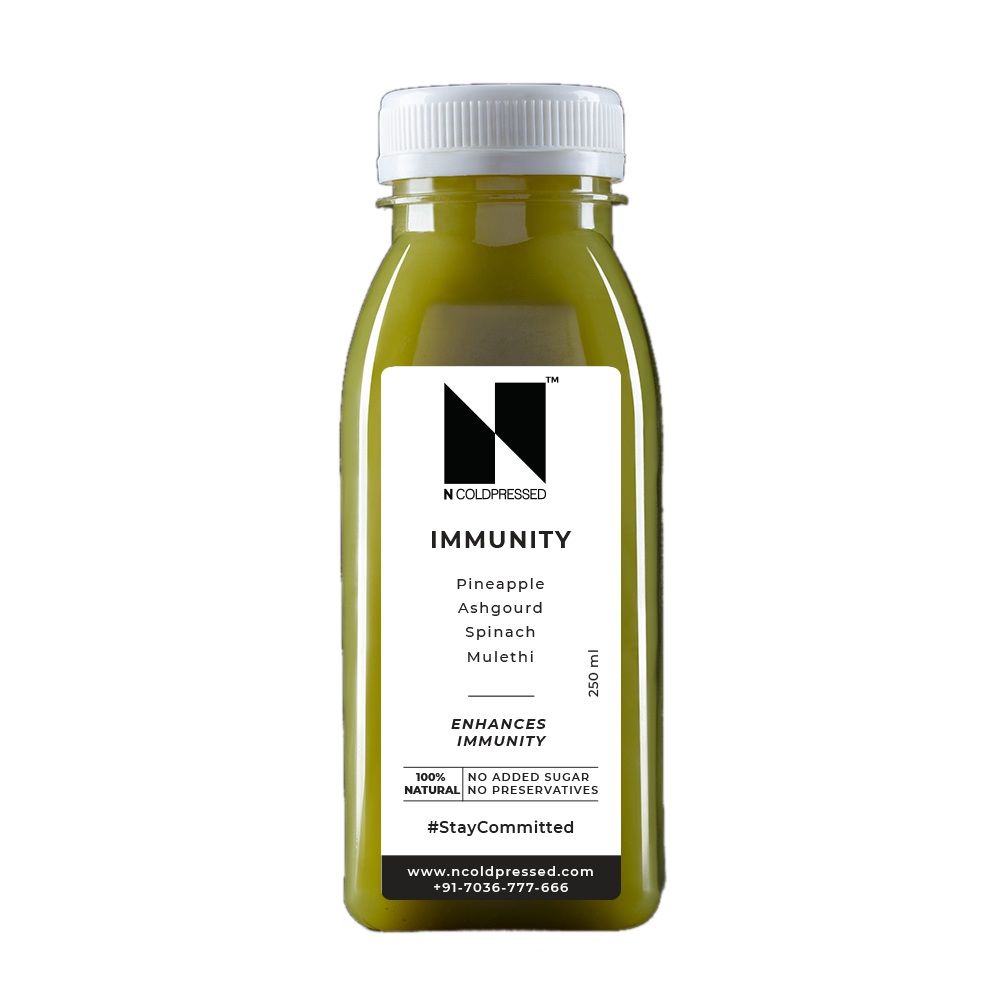 N™
N COLDPRESSED
IMMUNITY
Pineapple
Ashgourd
Spinach
Mulethi
250 ml
ENHANCES
IMMUNITY
100% NATURAL
NO ADDED SUGAR
NO PRESERVATIVES
#StayCommitted
www.ncoldpressed.com
+91-7036-777-666